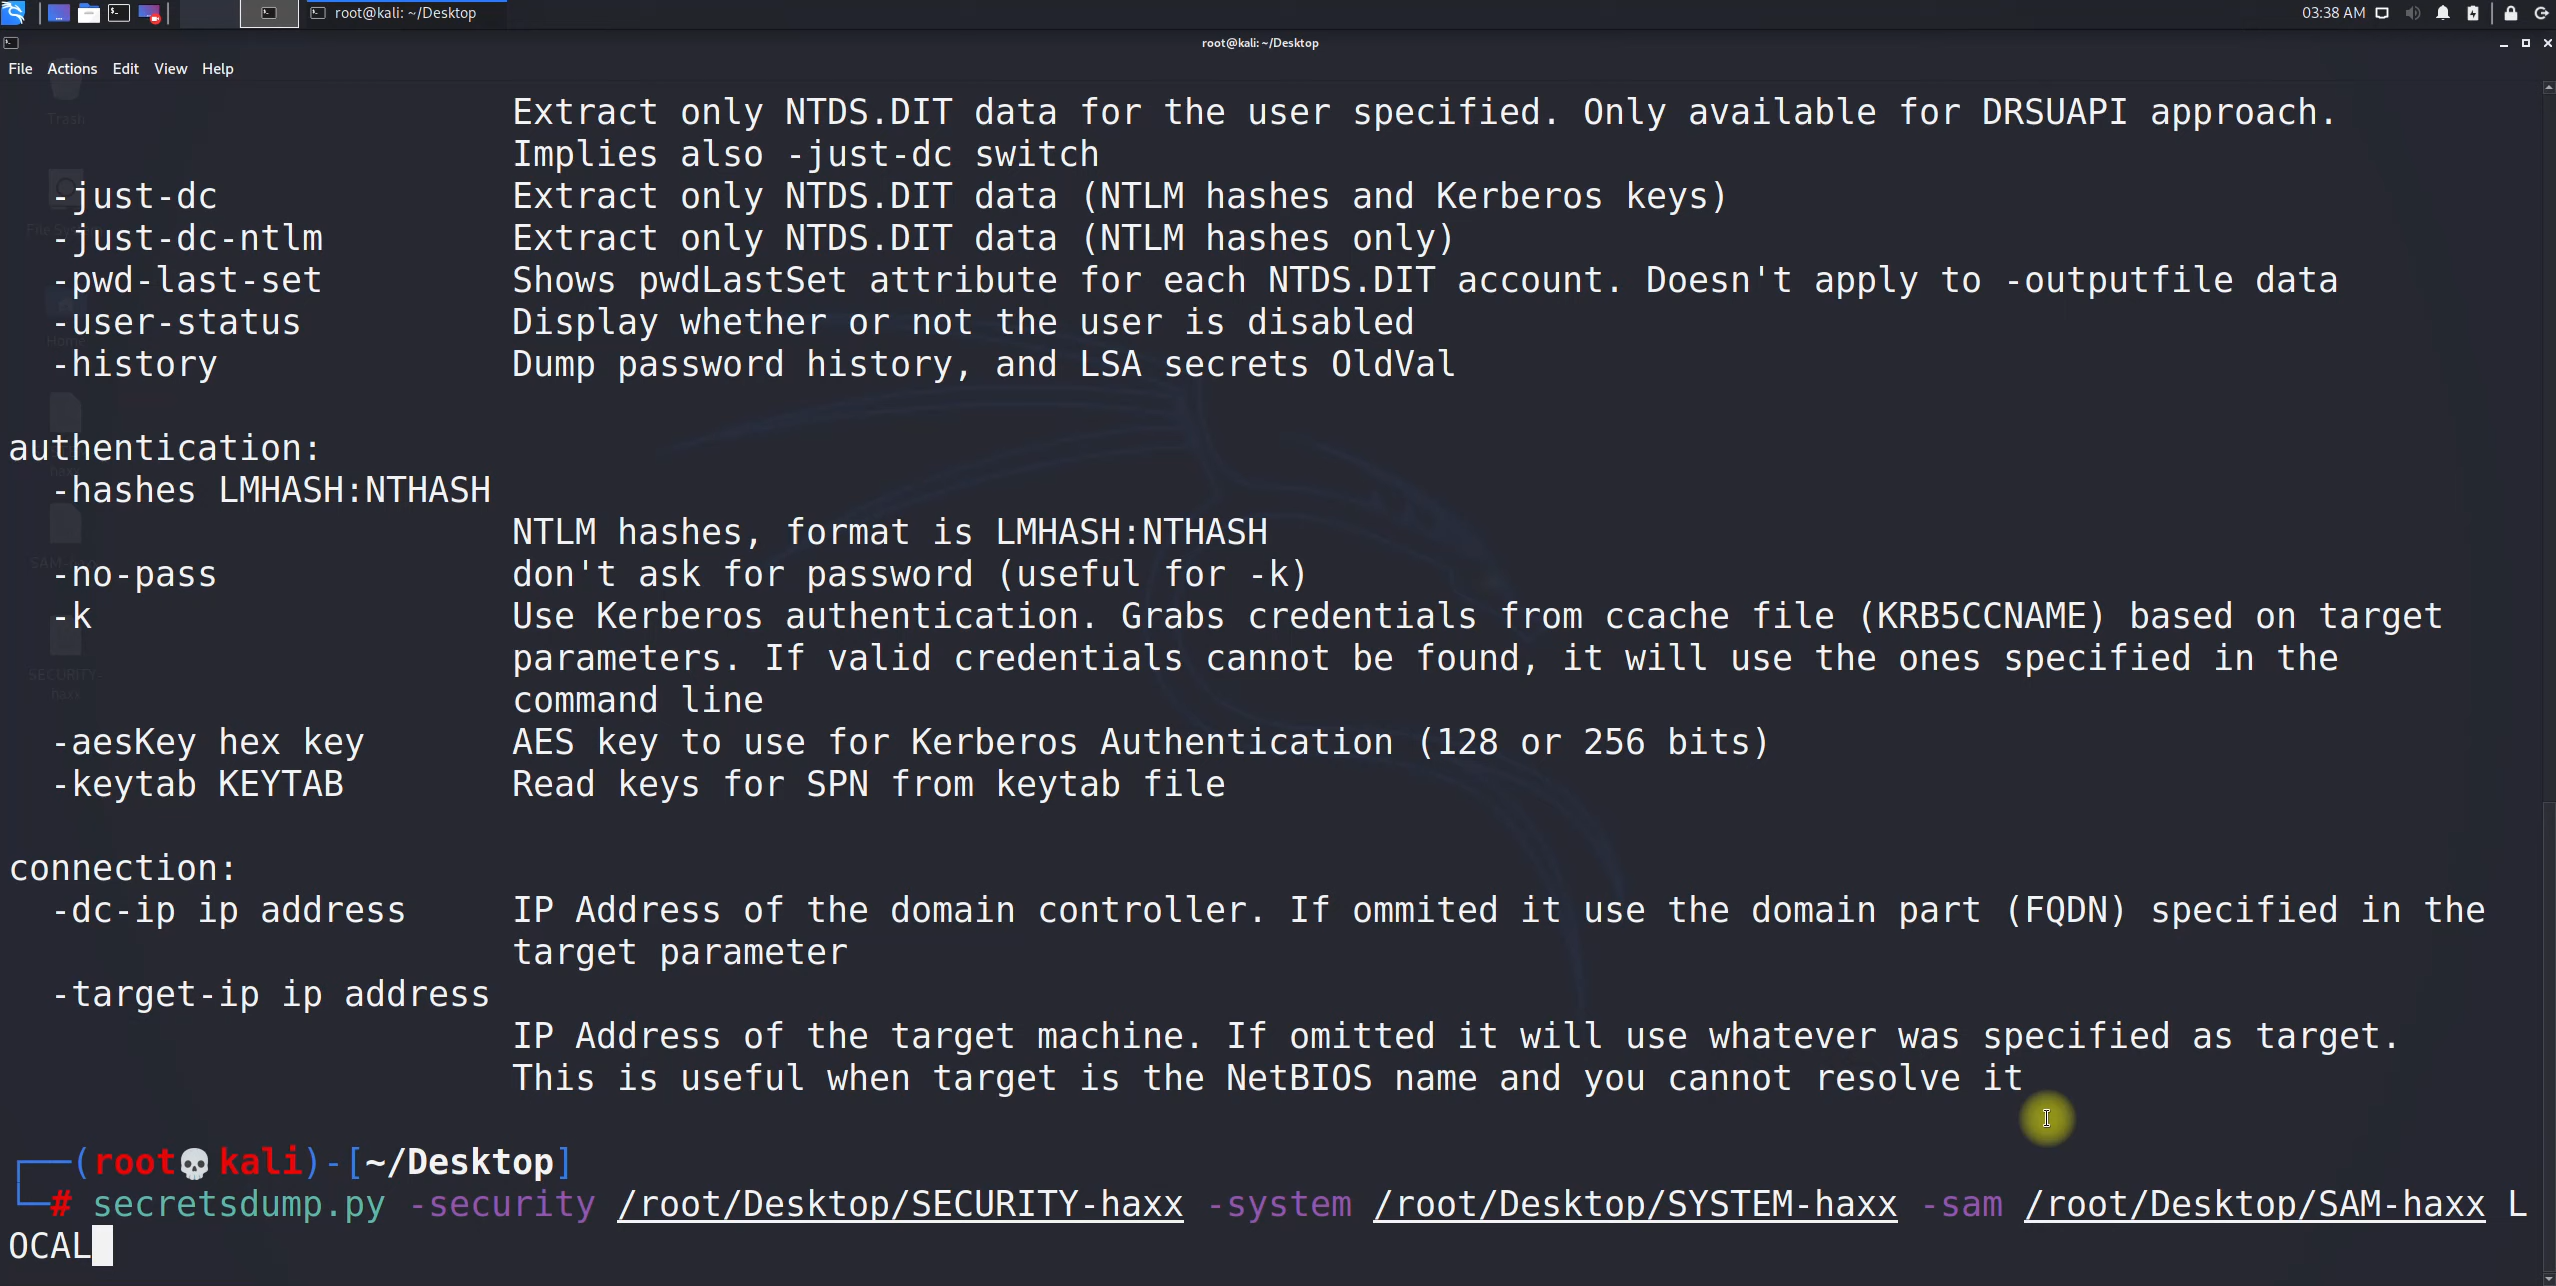 root@kali: ~/Desktop
03:38 AM
root@kali: ~/Desktop
File Actions Edit View Help
Trash
Extract only NTDS.DIT data for the user specified. Only available for DRSUAPI approach.
Implies also -just-dc switch
-just-dc Extract only NTDS.DIT data (NTLM hashes and Kerberos keys)
-just-dc-ntlm Extract only NTDS.DIT data (NTLM hashes only)
-pwd-last-set Shows pwdLastSet attribute for each NTDS.DIT account. Doesn't apply to -outputfile data
-user-status Display whether or not the user is disabled
Home
-history Dump password history, and LSA secrets OldVal
authentication:
-hashes LMHASH:NTHASH
NTLM hashes, format is LMHASH:NTHASH
-no-pass don't ask for password (useful for -k)
-k Use Kerberos authentication. Grabs credentials from ccache file (KRB5CCNAME) based on target
parameters. If valid credentials cannot be found, it will use the ones specified in the
SECURITY-
haxx
command line
-aesKey hex key AES key to use for Kerberos Authentication (128 or 256 bits)
-keytab KEYTAB Read keys for SPN from keytab file
connection:
-dc-ip ip address IP Address of the domain controller. If ommited it use the domain part (FQDN) specified in the
target parameter
-target-ip ip address
IP Address of the target machine. If omitted it will use whatever was specified as target.
This is useful when target is the NetBIOS name and you cannot resolve it
(root💀kali)-[~/Desktop]
# secretsdump.py -security /root/Desktop/SECURITY-haxx -system /root/Desktop/SYSTEM-haxx -sam /root/Desktop/SAM-haxx L
OCAL